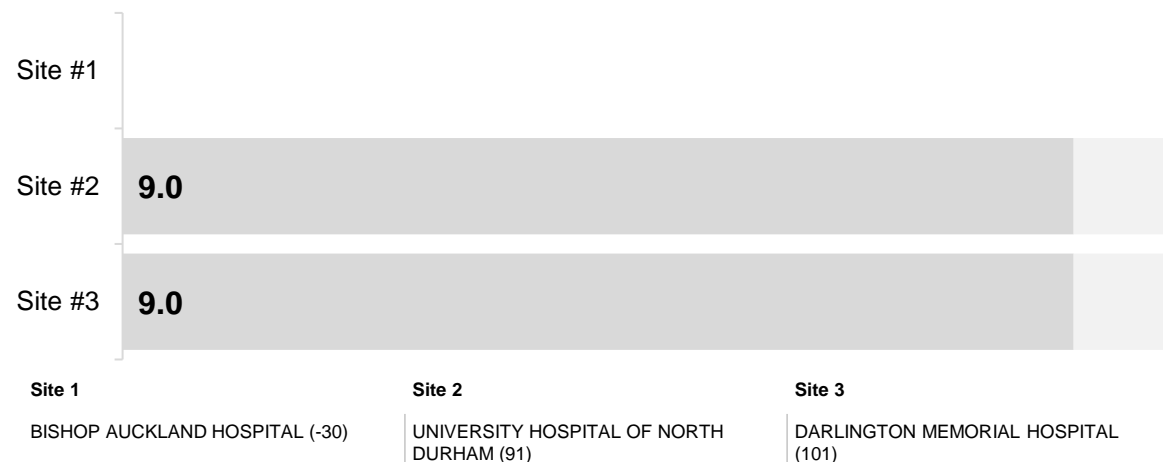 Site #1
Site #2
9.0
Site #3
9.0
Site 1
BISHOP AUCKLAND HOSPITAL (-30)
Site 2
UNIVERSITY HOSPITAL OF NORTH
DURHAM (91)
Site 3
DARLINGTON MEMORIAL HOSPITAL
(101)